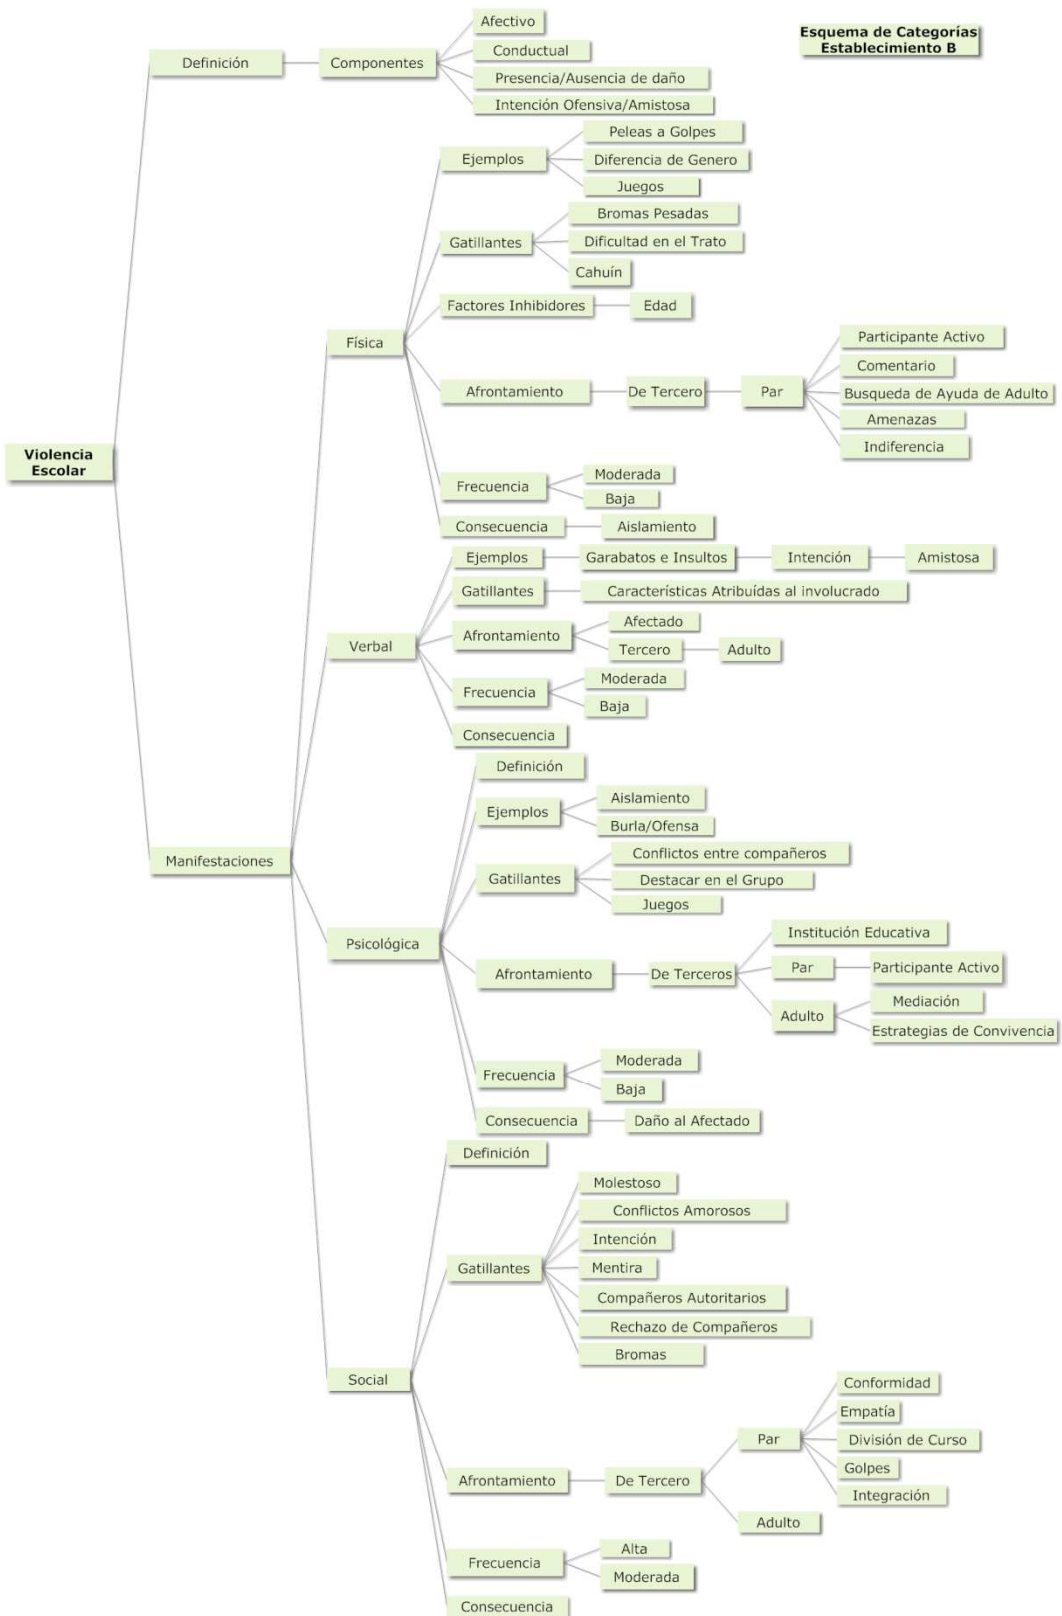 Esquema de Categorías
Establecimiento B
Violencia
Escolar
Definición
Componentes
Afectivo
Conductual
Presencia/Ausencia de daño
Intención Ofensiva/Amistosa
Manifestaciones
Física
Ejemplos
Peleas a Golpes
Diferencia de Genero
Juegos
Gatillantes
Bromas Pesadas
Dificultad en el Trato
Cahuín
Factores Inhibidores
Edad
Afrontamiento
De Tercero
Par
Participante Activo
Comentario
Busqueda de Ayuda de Adulto
Amenazas
Indiferencia
Frecuencia
Moderada
Baja
Consecuencia
Aislamiento
Verbal
Ejemplos
Garabatos e Insultos
Intención
Amistosa
Gatillantes
Características Atribuídas al involucrado
Afrontamiento
Afectado
Tercero
Adulto
Frecuencia
Moderada
Baja
Consecuencia
Psicológica
Definición
Ejemplos
Aislamiento
Burla/Ofensa
Gatillantes
Conflictos entre compañeros
Destacar en el Grupo
Juegos
Afrontamiento
De Terceros
Institución Educativa
Par
Participante Activo
Adulto
Mediación
Estrategias de Convivencia
Frecuencia
Moderada
Baja
Consecuencia
Daño al Afectado
Social
Definición
Gatillantes
Molestoso
Conflictos Amorosos
Intención
Mentira
Compañeros Autoritarios
Rechazo de Compañeros
Bromas
Afrontamiento
De Tercero
Par
Conformidad
Empatía
División de Curso
Golpes
Integración
Adulto
Frecuencia
Alta
Moderada
Consecuencia